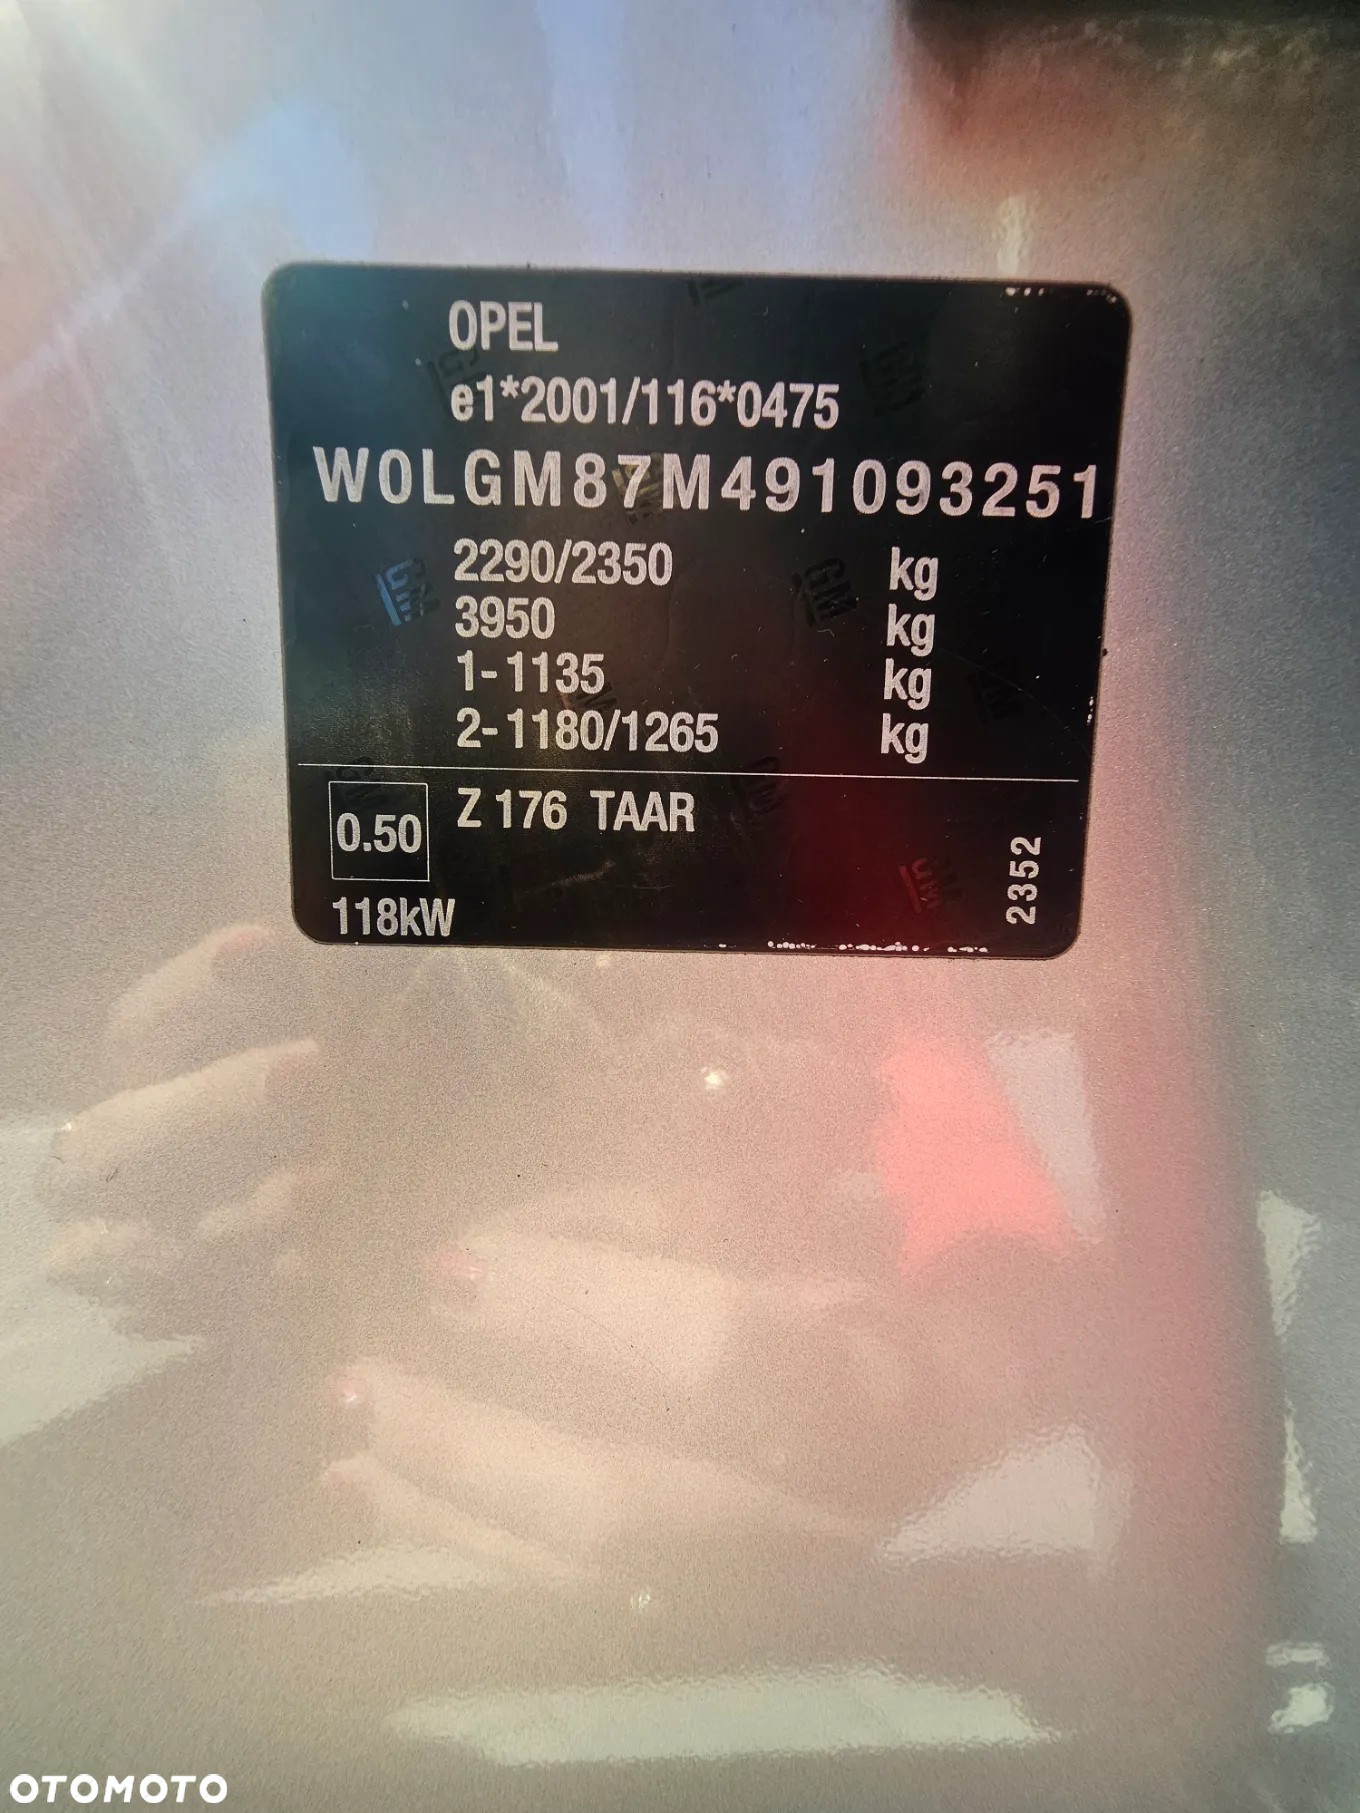 OPEL
e1*2001/116*0475
W0LGM87M491093251
2290/2350 kg
3950 kg
1-1135 kg
2-1180/1265 kg
0.50 Z 176 TAAR
118kW
2352
OTOMOTO